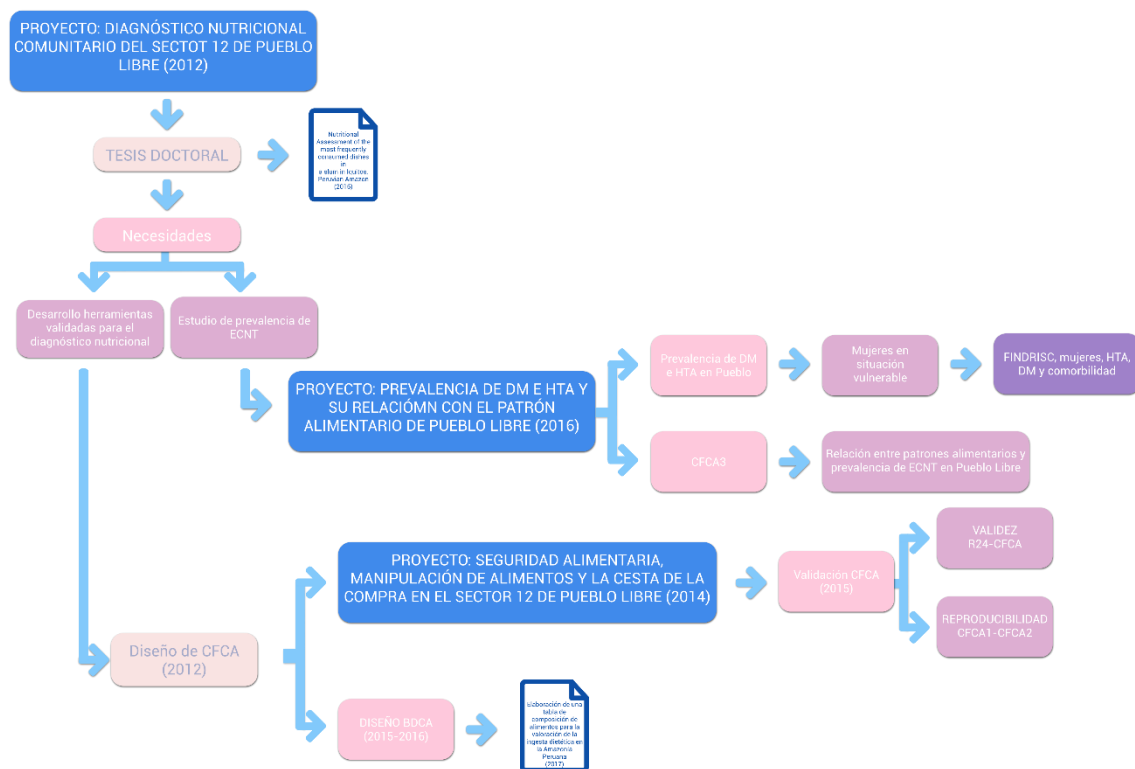 PROYECTO: DIAGNÓSTICO NUTRICIONAL
COMUNITARIO DEL SECTOT 12 DE PUEBLO
LIBRE (2012)
TESIS DOCTORAL
Nutritional
Assessment of the
most frequently
consumed dishes
in
a slum in Iquitos,
Peruvian Amazon
(2016)
Necesidades
Desarrollo herramientas
validadas para el
diagnóstico nutricional
Estudio de prevalencia de
ECNT
PROYECTO: PREVALENCIA DE DM E HTA Y
SU RELACIÓMN CON EL PATRÓN
ALIMENTARIO DE PUEBLO LIBRE (2016)
Prevalencia de DM
e HTA en Pueblo
Mujeres en
situación
vulnerable
FINDRISC, mujeres, HTA,
DM y comorbilidad
CFCA3
Relación entre patrones alimentarios y
prevalencia de ECNT en Pueblo Libre
PROYECTO: SEGURIDAD ALIMENTARIA,
MANIPULACIÓN DE ALIMENTOS Y LA CESTA DE LA
COMPRA EN EL SECTOR 12 DE PUEBLO LIBRE (2014)
Validación CFCA
(2015)
VALIDEZ
R24-CFCA
REPRODUCIBILIDAD
CFCA1-CFCA2
Diseño de CFCA
(2012)
DISEÑO BDCA
(2015-2016)
Elaboración de una
tabla de
composición de
alimentos para la
valoración de la
ingesta dietética en
la Amazonía
Peruana
(2017)